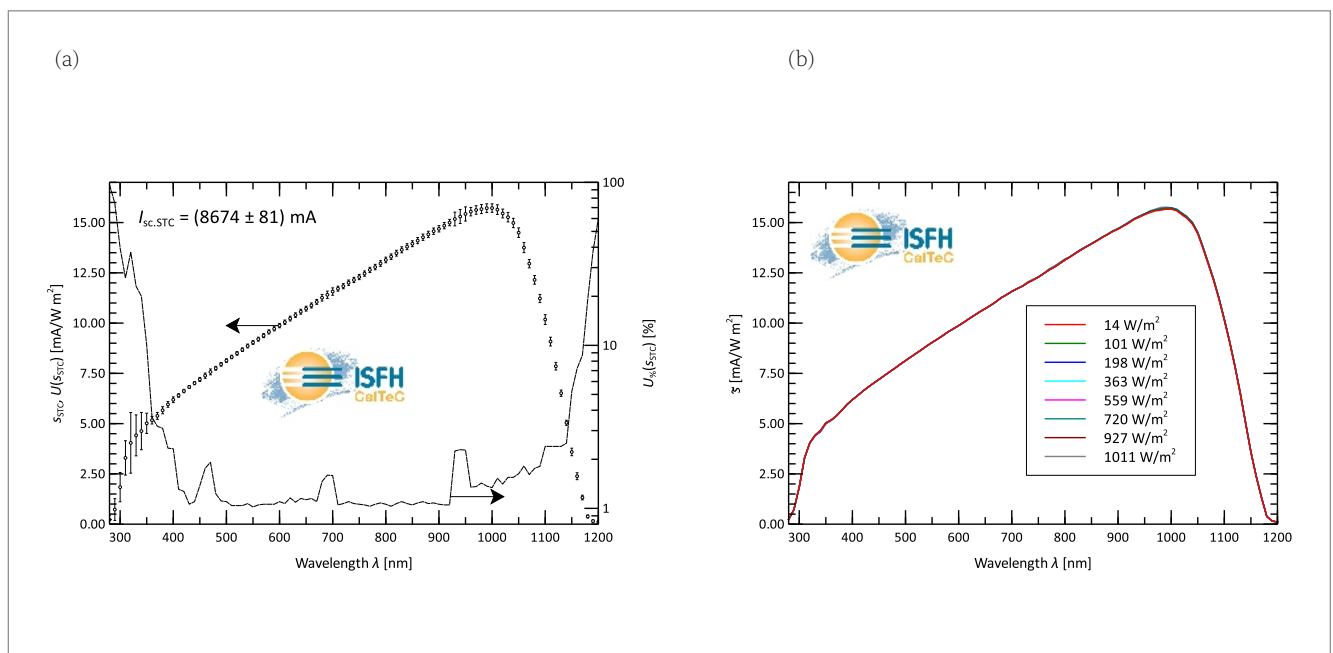 (a)
(b)
I_sc.STC = (8674 ± 81) mA
15.00
12.50
10.00
7.50
5.00
2.50
0.00
s_STC, U(s_STC) [mA/W m²]
100
10
1
U_%(s_STC) [%]
300 400 500 600 700 800 900 1000 1100 1200
Wavelength λ [nm]
ISFH
CalTeC
15.00
12.50
10.00
7.50
5.00
2.50
0.00
[mA/W m²]
300 400 500 600 700 800 900 1000 1100 1200
Wavelength λ [nm]
ISFH
CalTeC
14 W/m²
101 W/m²
198 W/m²
363 W/m²
559 W/m²
720 W/m²
927 W/m²
1011 W/m²